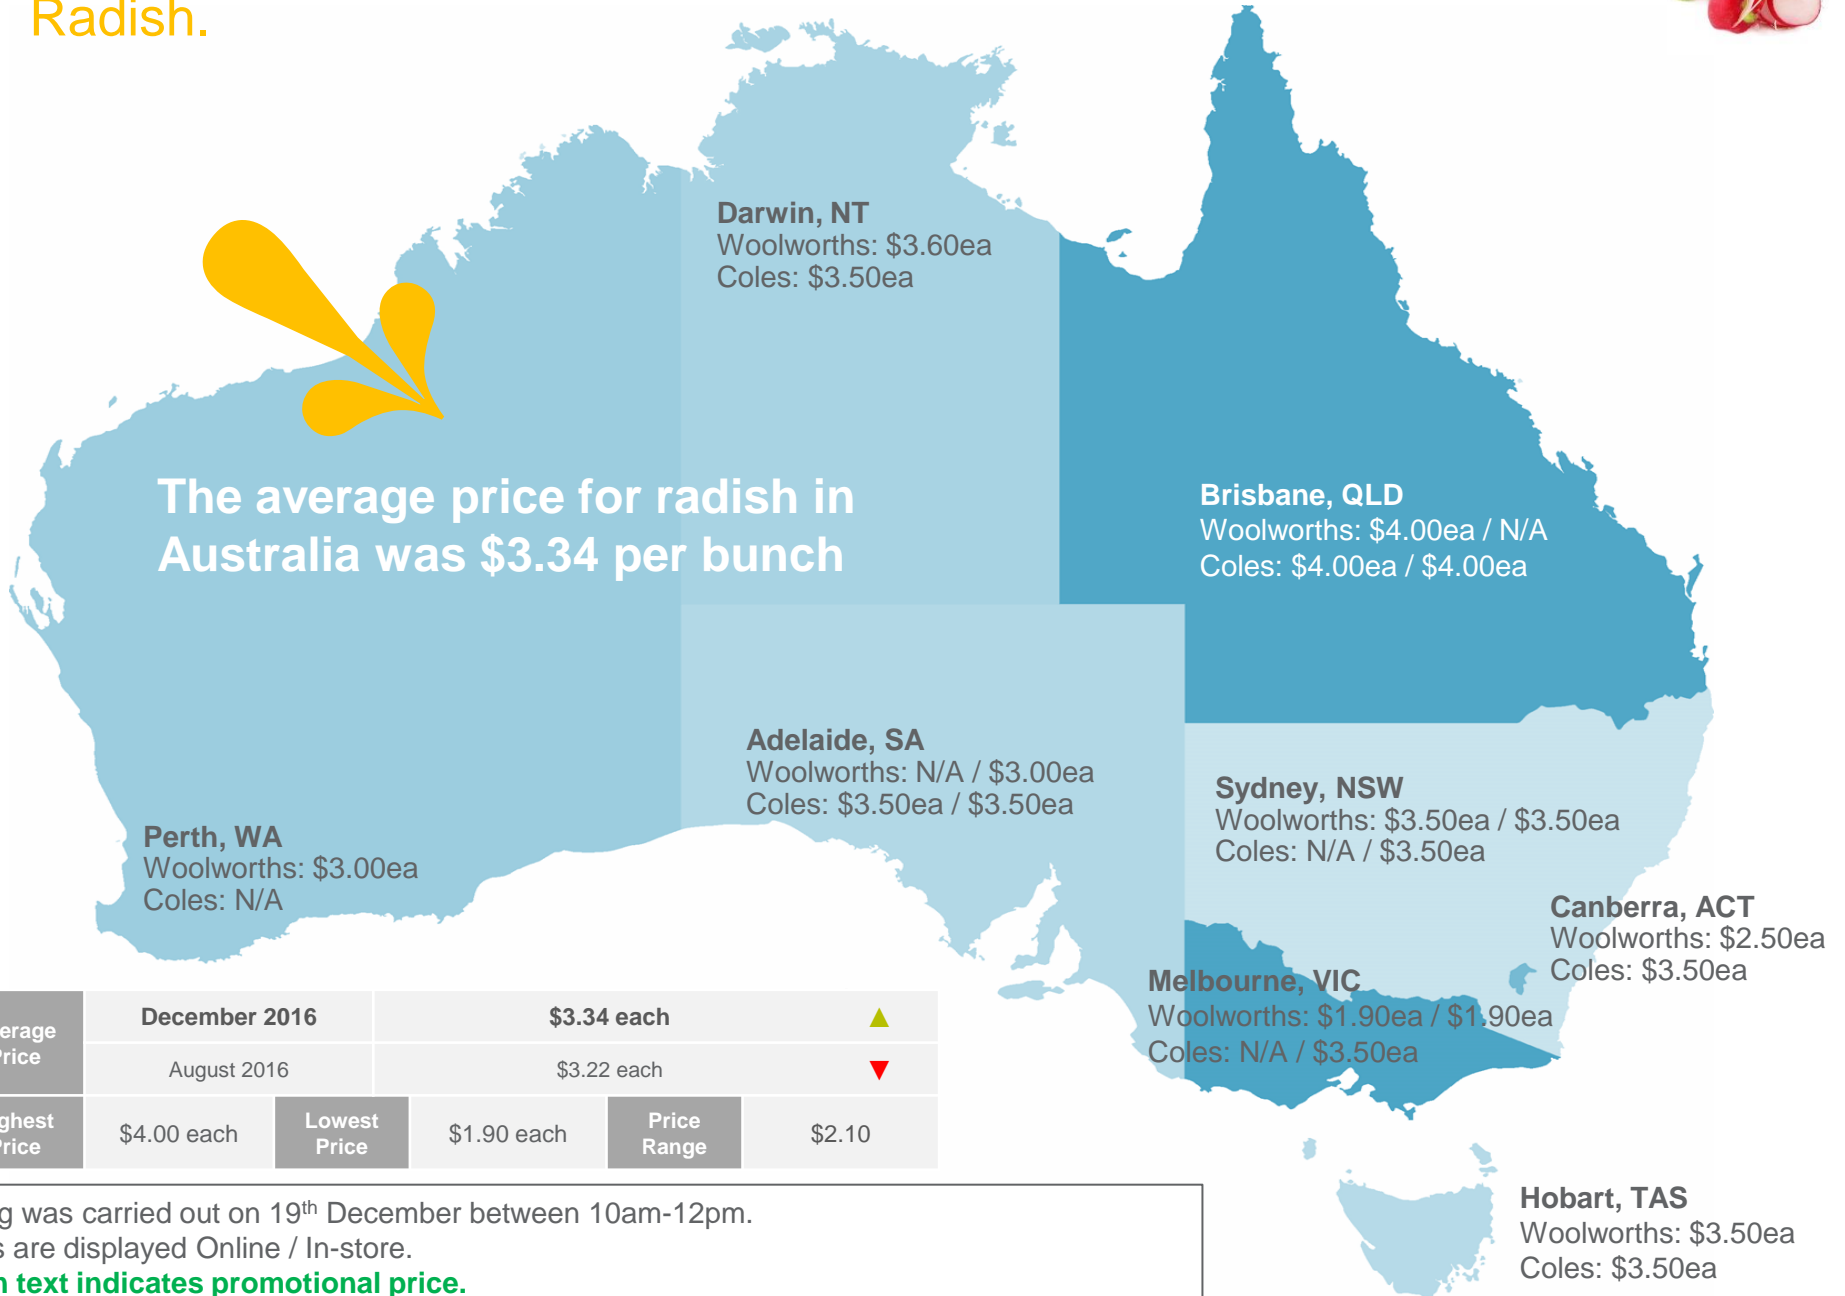 Radish.
Darwin, NT
Woolworths: $3.60ea
Coles: $3.50ea
The average price for radish in
Australia was $3.34 per bunch
Brisbane, QLD
Woolworths: $4.00ea / N/A
Coles: $4.00ea / $4.00ea
Adelaide, SA
Woolworths: N/A / $3.00ea
Coles: $3.50ea / $3.50ea
Sydney, NSW
Woolworths: $3.50ea / $3.50ea
Coles: N/A / $3.50ea
Perth, WA
Woolworths: $3.00ea
Coles: N/A
Canberra, ACT
Woolworths: $2.50ea
Coles: $3.50ea
Melbourne, VIC
Woolworths: $1.90ea / $1.90ea
Coles: N/A / $3.50ea
erage
rice
December 2016
$3.34 each
▲
August 2016
$3.22 each
▼
ghest
rice
$4.00 each
Lowest
Price
$1.90 each
Price
Range
$2.10
Hobart, TAS
Woolworths: $3.50ea
Coles: $3.50ea
g was carried out on 19th December between 10am-12pm.
s are displayed Online / In-store.
n text indicates promotional price.